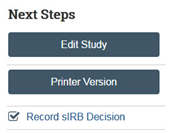 Next Steps
Edit Study
Printer Version
Record sIRB Decision